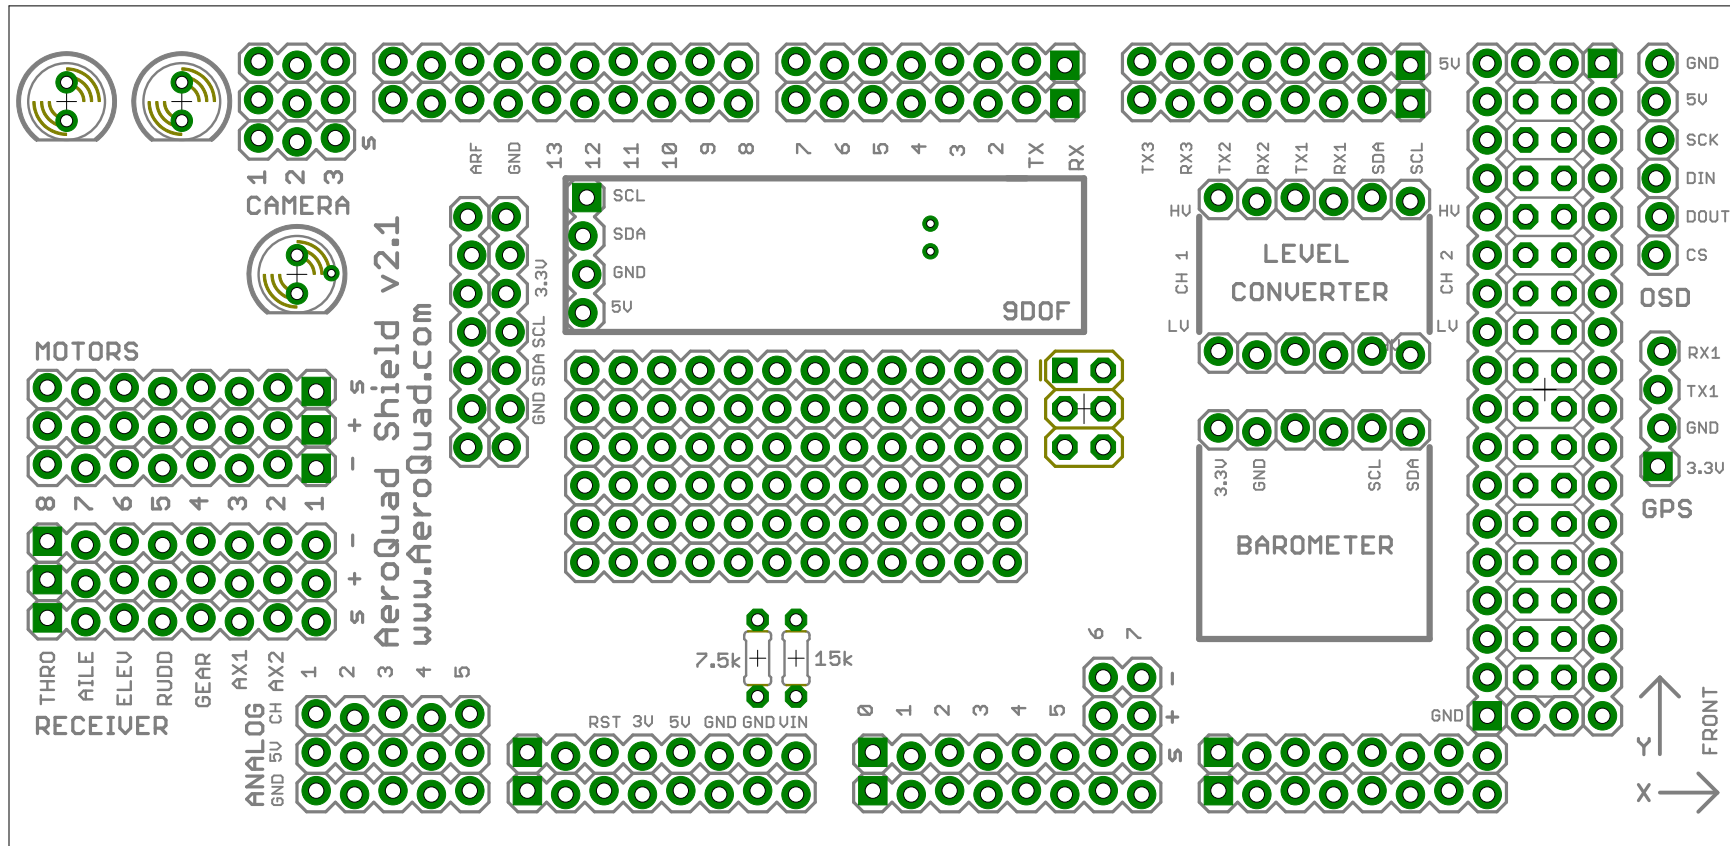 5V
GND
5V
SCK
DIN
DOUT
CS
OSD
S
1 2 3
CAMERA
ARF GND 13 12 11 10 9 8 7 6 5 4 3 2 TX RX
TX3 RX3 TX2 RX2 TX1 RX1 SDA SCL
SCL
SDA
GND
5V
9DOF
3.3V
SCL
SDA
GND
HV
HV
CH 1
CH 2
LEVEL
CONVERTER
LV
LV
RX1
TX1
GND
3.3V
GPS
3.3V GND SCL SDA
BAROMETER
MOTORS
S
+
-
8 7 6 5 4 3 2 1
-
+
S
THRO AILE ELEV RUDD GEAR AX1 AX2
RECEIVER
AeroQuad Shield v2.1
www.AeroQuad.com
1 2 3 4 5
ANALOG
CH
5V
GND
7.5k
15k
RST 3V 5V GND GND VIN
0 1 2 3 4 5
6 7
-
+
S
GND
Y
X
FRONT